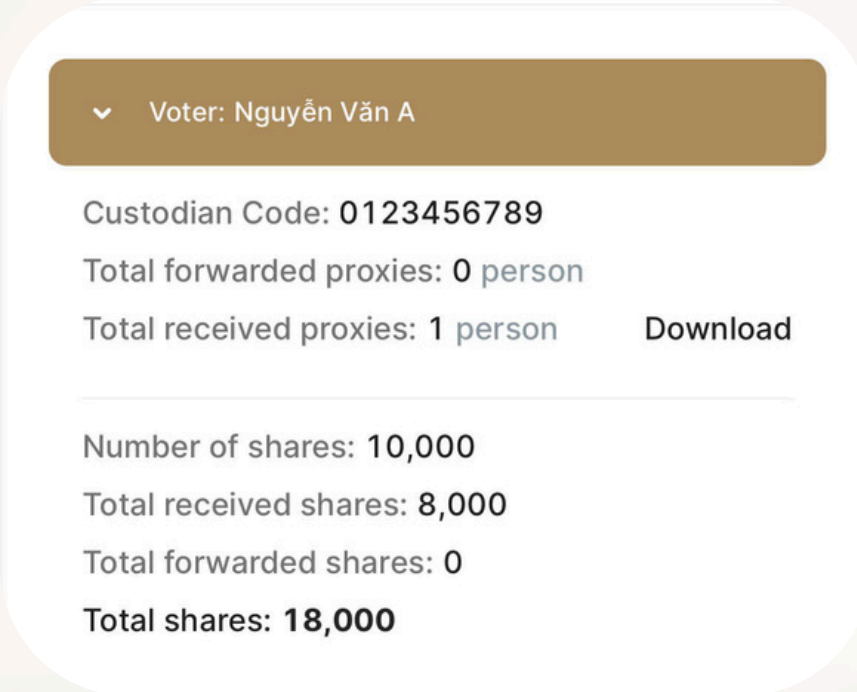 Voter: Nguyễn Văn A
Custodian Code: 0123456789
Total forwarded proxies: 0 person
Total received proxies: 1 person Download
Number of shares: 10,000
Total received shares: 8,000
Total forwarded shares: 0
Total shares: 18,000